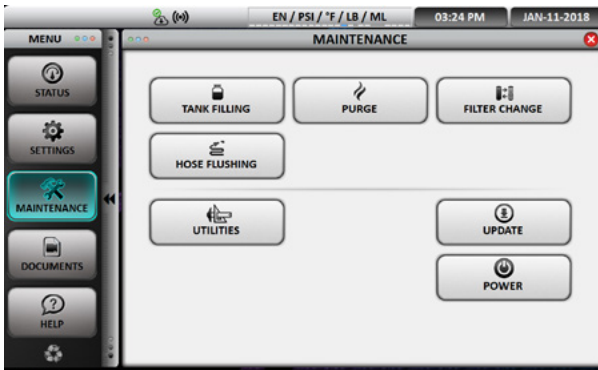 EN / PSI / °F / LB / ML 03:24 PM JAN-11-2018
MENU MAINTENANCE
STATUS
SETTINGS
MAINTENANCE
DOCUMENTS
HELP
TANK FILLING PURGE FILTER CHANGE
HOSE FLUSHING
UTILITIES UPDATE
POWER